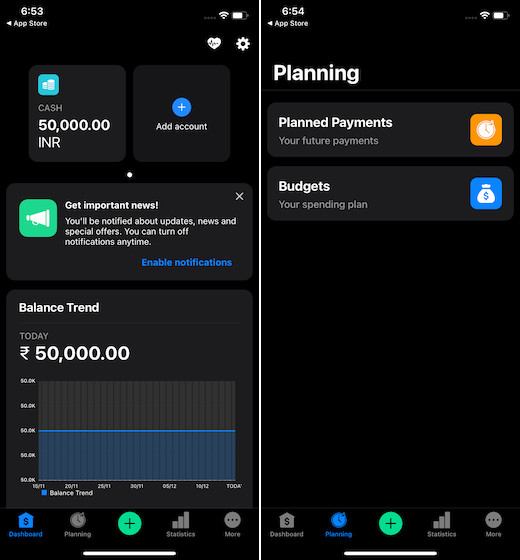 6:53
◀ App Store
CASH
50,000.00
INR
Add account
Get important news!
You'll be notified about updates, news and
special offers. You can turn off
notifications anytime.
Enable notifications
Balance Trend
TODAY
₹ 50,000.00
50.0K
50.0K
50.0K
50.0K
50.0K
15/11 20/11 25/11 30/11 05/12 10/12 TODA'
Balance Trend
Dashboard Planning Statistics More
6:54
◀ App Store
Planning
Planned Payments
Your future payments
Budgets
Your spending plan
Dashboard Planning Statistics More